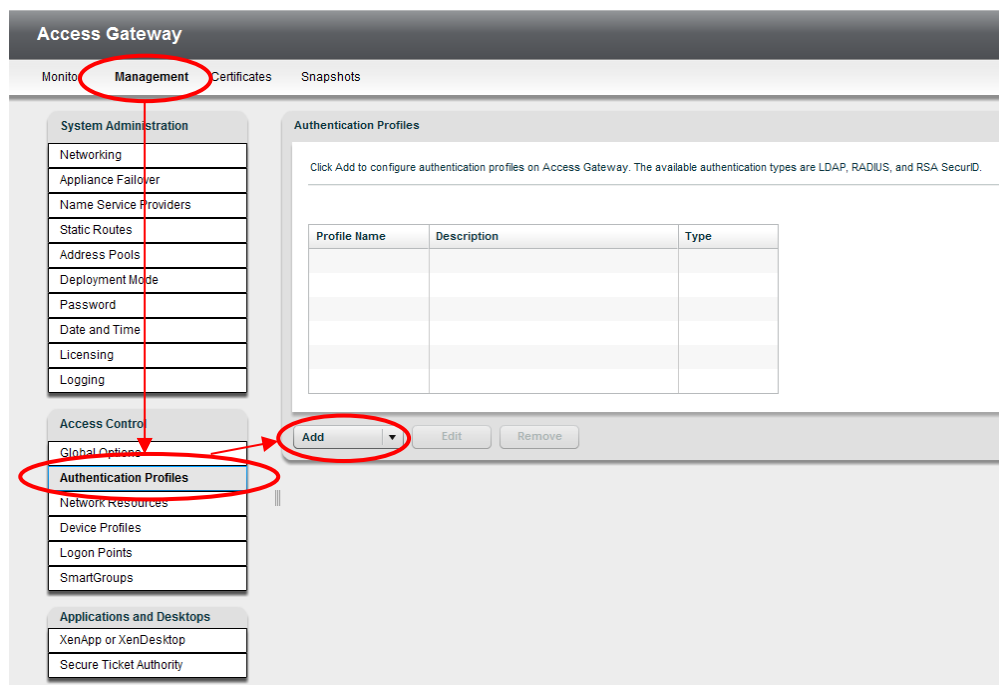 Access Gateway
Monitor Management Certificates Snapshots
System Administration
Networking
Appliance Failover
Name Service Providers
Static Routes
Address Pools
Deployment Mode
Password
Date and Time
Licensing
Logging
Access Control
Global Options
Authentication Profiles
Network Resources
Device Profiles
Logon Points
SmartGroups
Applications and Desktops
XenApp or XenDesktop
Secure Ticket Authority
Authentication Profiles
Click Add to configure authentication profiles on Access Gateway. The available authentication types are LDAP, RADIUS, and RSA SecurID.
Profile Name Description Type
Add Edit Remove